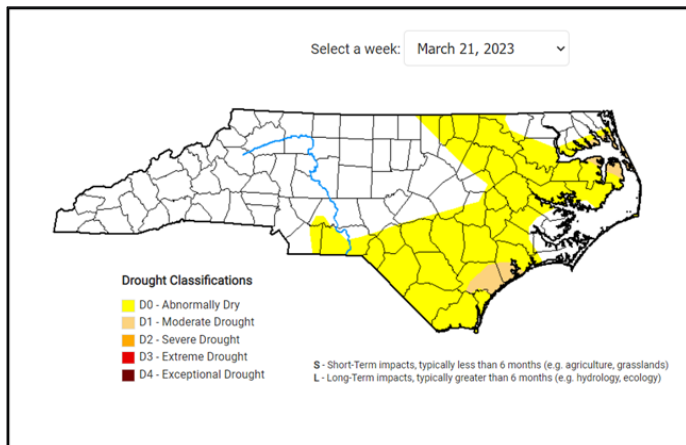 Select a week: March 21, 2023
Drought Classifications
D0 - Abnormally Dry
D1 - Moderate Drought
D2 - Severe Drought
D3 - Extreme Drought
D4 - Exceptional Drought
S - Short-Term impacts, typically less than 6 months (e.g. agriculture, grasslands)
L - Long-Term impacts, typically greater than 6 months (e.g. hydrology, ecology)